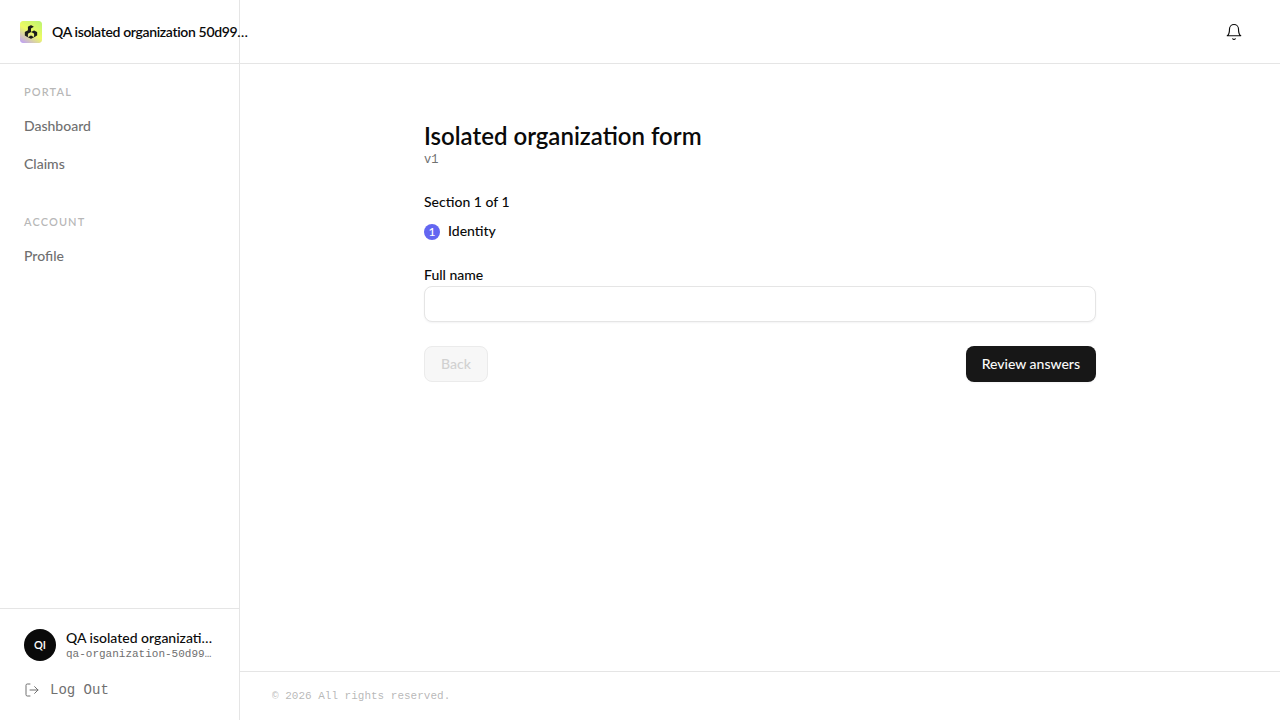 QA isolated organization 50d99…
PORTAL
Dashboard
Claims
ACCOUNT
Profile
QI
QA isolated organizati…
qa-organization-50d99…
Log Out
Isolated organization form
v1
Section 1 of 1
1 Identity
Full name
Back
Review answers
© 2026 All rights reserved.